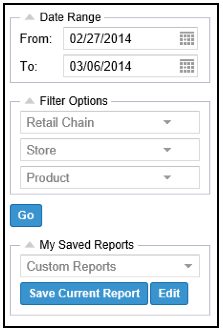 Date Range
From: 02/27/2014
To: 03/06/2014
Filter Options
Retail Chain
Store
Product
Go
My Saved Reports
Custom Reports
Save Current Report Edit